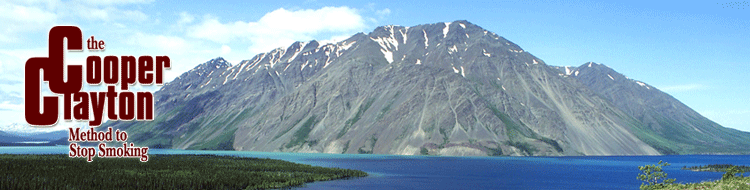 the
Cooper
Clayton
Method to
Stop Smoking